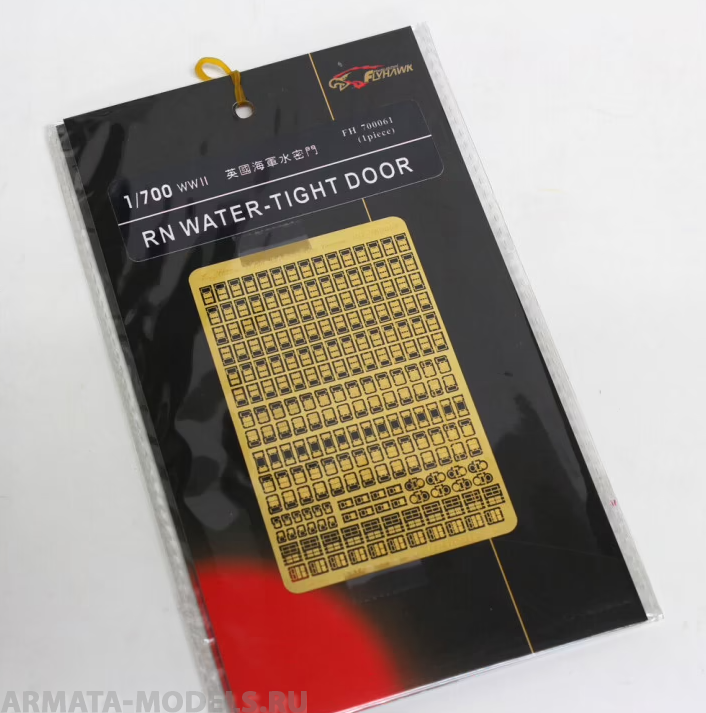 FLYHAWK
FH 700061
(1piece)
1/700 WWII 英國海軍水密門
RN WATER-TIGHT DOOR
ARMATA-MODELS.RU